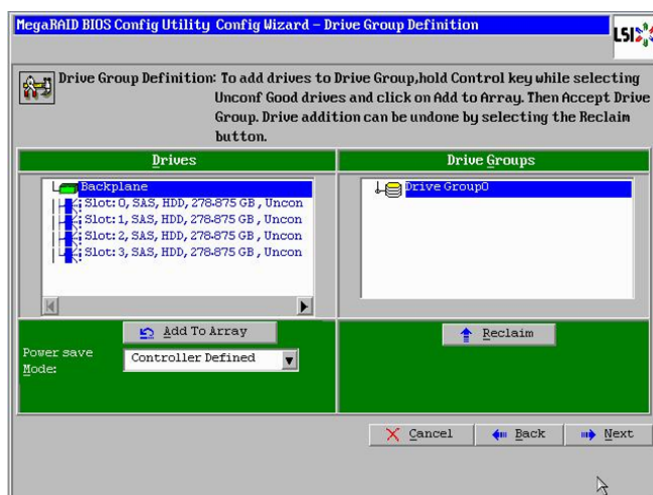 MegaRAID BIOS Config Utility Config Wizard - Drive Group Definition
LSI
Drive Group Definition: To add drives to Drive Group,hold Control key while selecting
Unconf Good drives and click on Add to Array. Then Accept Drive
Group. Drive addition can be undone by selecting the Reclaim
button.
Drives
Drive Groups
Backplane
Slot: 0, SAS, HDD, 278.875 GB , Uncon
Slot: 1, SAS, HDD, 278.875 GB , Uncon
Slot: 2, SAS, HDD, 278.875 GB , Uncon
Slot: 3, SAS, HDD, 278.875 GB , Uncon
Drive Group0
Add To Array
Reclaim
Power save
Mode:
Controller Defined
Cancel
Back
Next